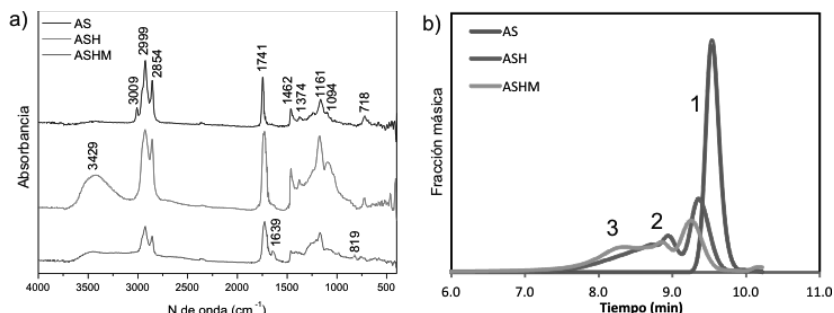 a)
AS
ASH
ASHM
3009
2999
2854
1741
1462
1374
1161
1094
718
3429
1639
819
Absorbancia
4000 3500 3000 2500 2000 1500 1000 500
N de onda (cm-1)
b)
AS
ASH
ASHM
1
2
3
Fracción másica
6.0 7.0 8.0 9.0 10.0 11.0
Tiempo (min)